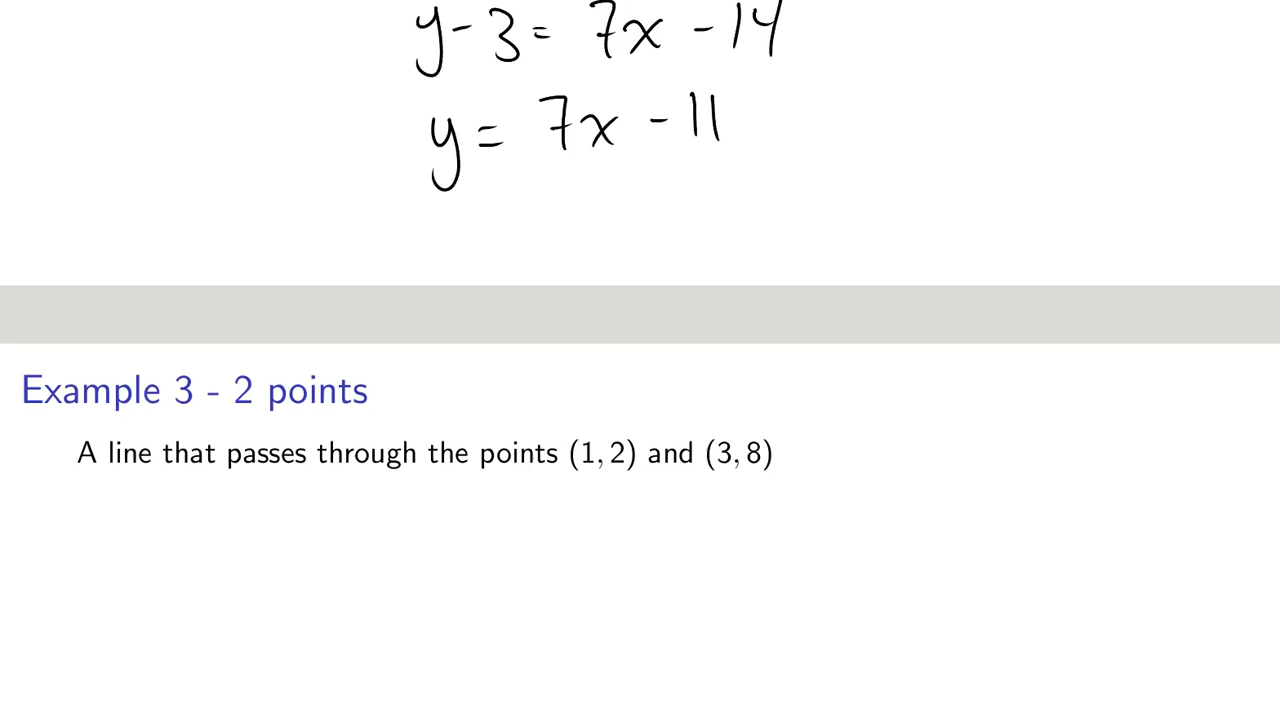 y - 3 = 7x - 14
y = 7x - 11
Example 3 - 2 points
A line that passes through the points (1, 2) and (3, 8)